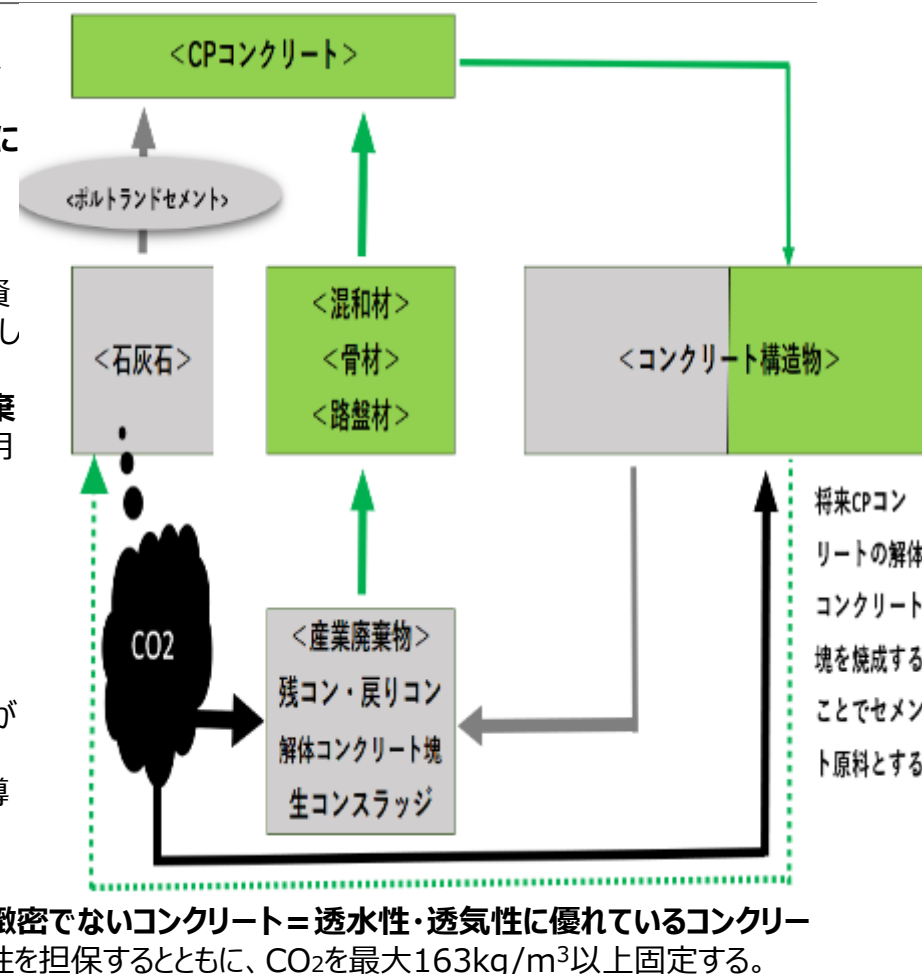 <CPコンクリート>
に
<ポルトランドセメント>
し
<石灰石>
<混和材>
<骨材>
<路盤材>
<コンクリート構造物>
棄
将来CPコン
リートの解体
コンクリート
塊を焼成する
ことでセメン
ト原料とする
CO2
<産業廃棄物>
残コン・戻りコン
解体コンクリート塊
生コンスラッジ
が
導
致密でないコンクリート＝透水性・透気性に優れているコンクリー
性を担保するとともに、CO2を最大163kg/m3以上固定する。